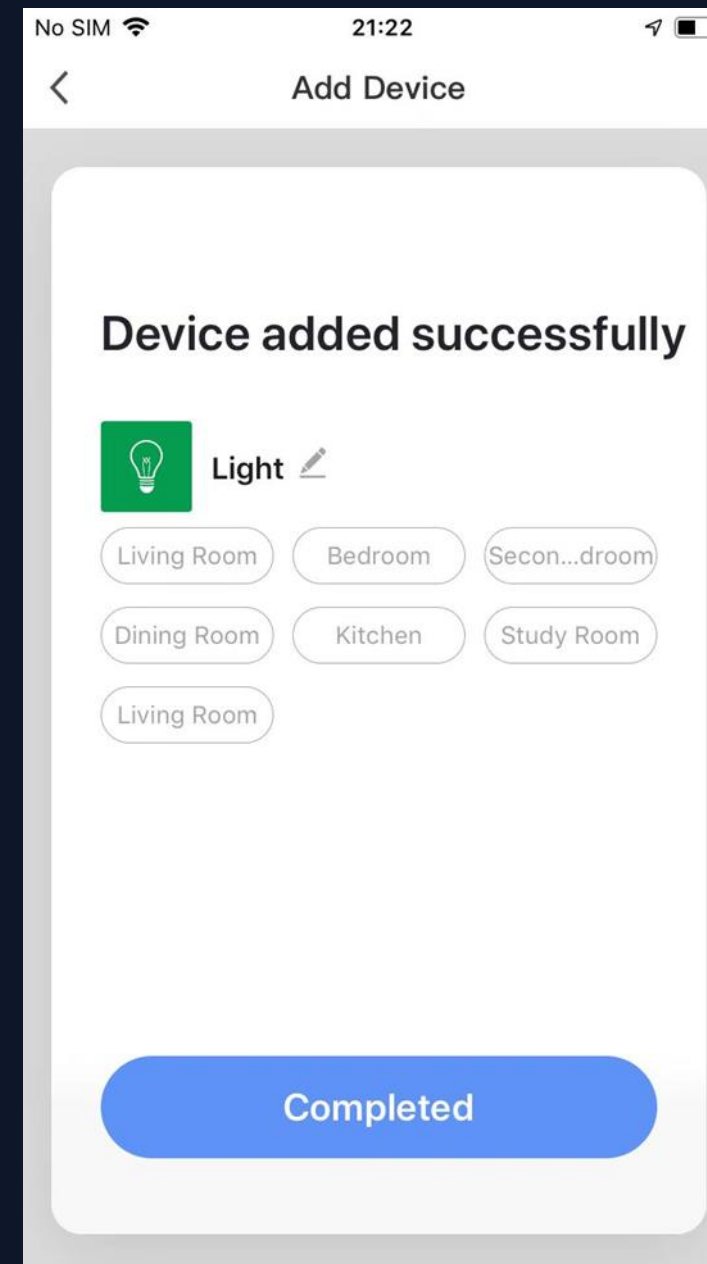 No SIM 21:22
Add Device
Device added successfully
Light
Living Room Bedroom Secon...droom
Dining Room Kitchen Study Room
Living Room
Completed